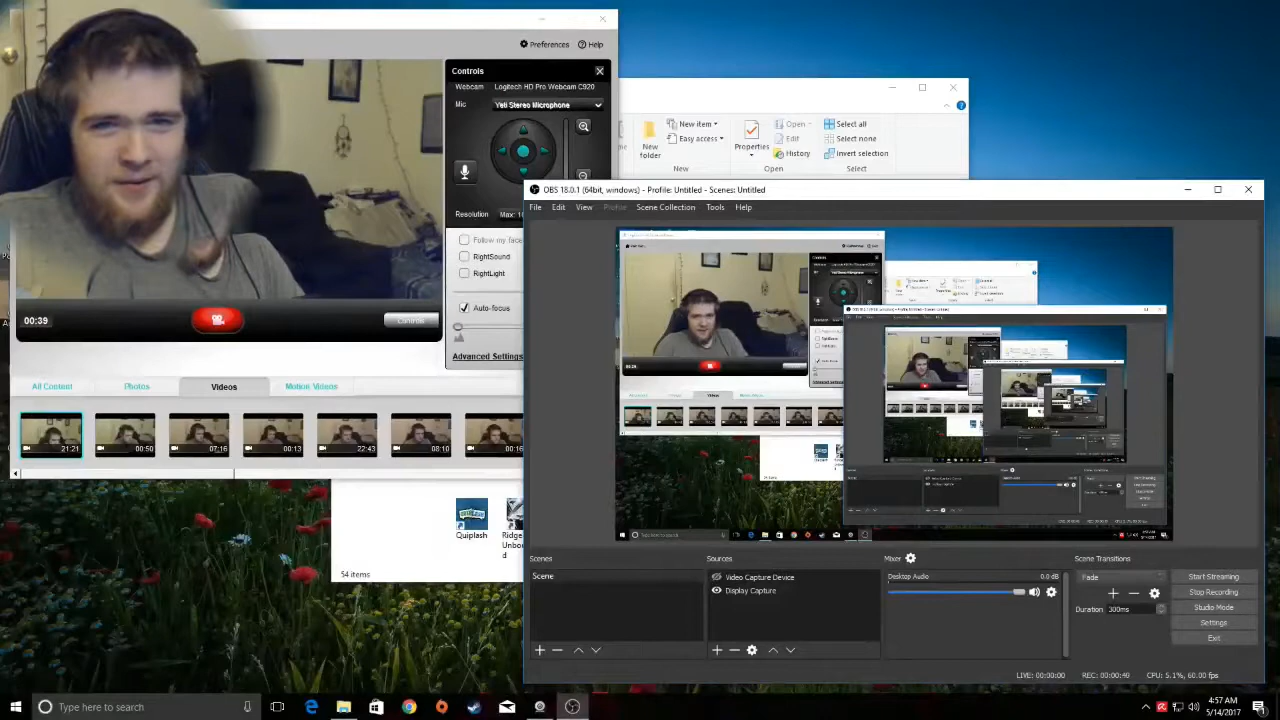 Preferences
Help
Controls
Webcam Logitech HD Pro Webcam C920
Mic Yeti Stereo Microphone
Resolution
Follow my face
RightSound
RightLight
Auto-focus
Advanced Settings
00:39
Controls
All Content Photos Videos Motion Videos
21:21 00:50 07:16 00:13 22:43 08:10 00:16
New folder
New item
Easy access
New
Properties
Open
Edit
History
Open
Select all
Select none
Invert selection
Select
Quiplash
54 items
OBS 18.0.1 (64bit, windows) - Profile: Untitled - Scenes: Untitled
File Edit View Profile Scene Collection Tools Help
Scenes
Scene
Sources
Video Capture Device
Display Capture
Mixer
Desktop Audio 0.0 dB
Scene Transitions
Fade
Duration 300ms
Start Streaming
Stop Recording
Studio Mode
Settings
Exit
LIVE: 00:00:00 REC: 00:00:40 CPU: 5.1%, 60.00 fps
Type here to search
4:57 AM
5/14/2017